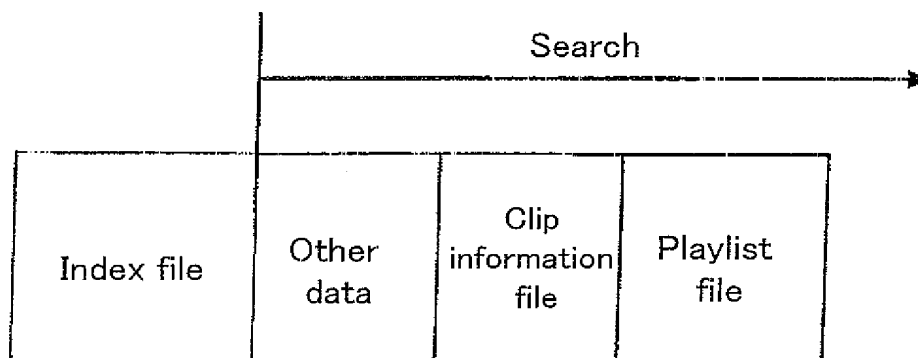 Search
Index file
Other
data
Clip
information
file
Playlist
file